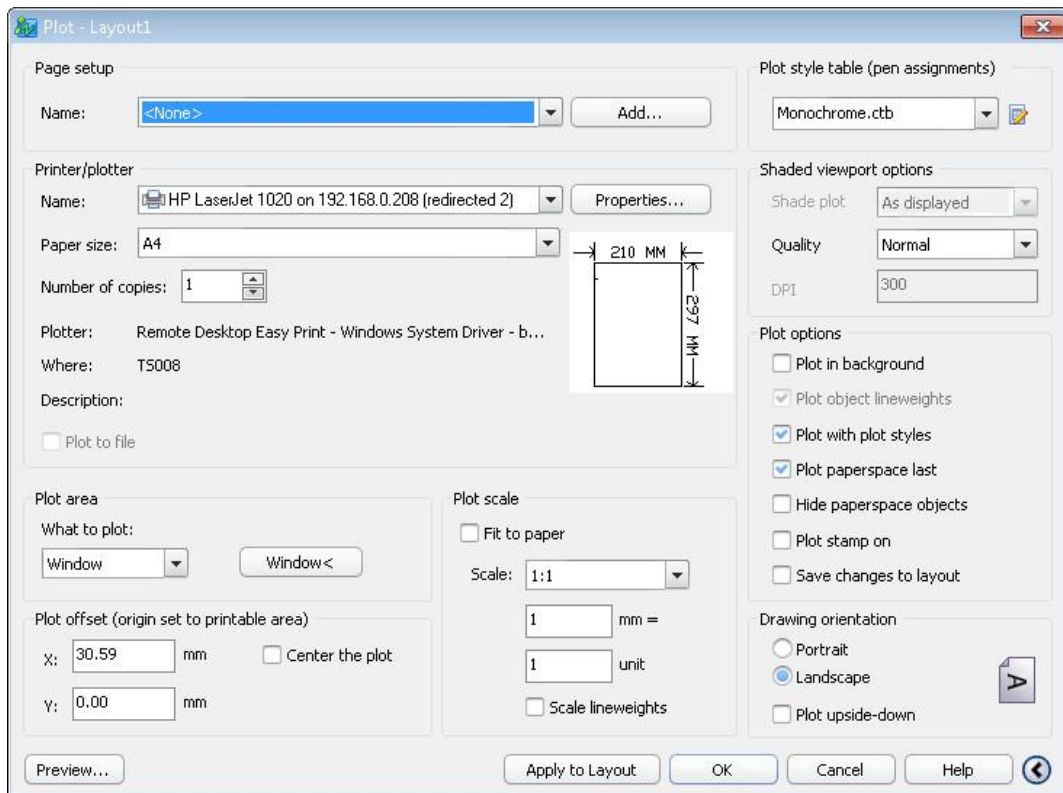 Plot - Layout1
Page setup
Name: <None> Add...
Plot style table (pen assignments)
Monochrome.ctb
Printer/plotter
Name: HP LaserJet 1020 on 192.168.0.208 (redirected 2) Properties...
Paper size: A4
Number of copies: 1
Plotter: Remote Desktop Easy Print - Windows System Driver - b...
Where: TS008
Description:
Plot to file
210 MM
297 MM
Shaded viewport options
Shade plot As displayed
Quality Normal
DPI 300
Plot options
Plot in background
Plot object lineweights
Plot with plot styles
Plot paperspace last
Hide paperspace objects
Plot stamp on
Save changes to layout
Plot area
What to plot:
Window Window<
Plot scale
Fit to paper
Scale: 1:1
1 mm =
1 unit
Scale lineweights
Plot offset (origin set to printable area)
X: 30.59 mm Center the plot
Y: 0.00 mm
Drawing orientation
Portrait
Landscape
A
Plot upside-down
Preview... Apply to Layout OK Cancel Help